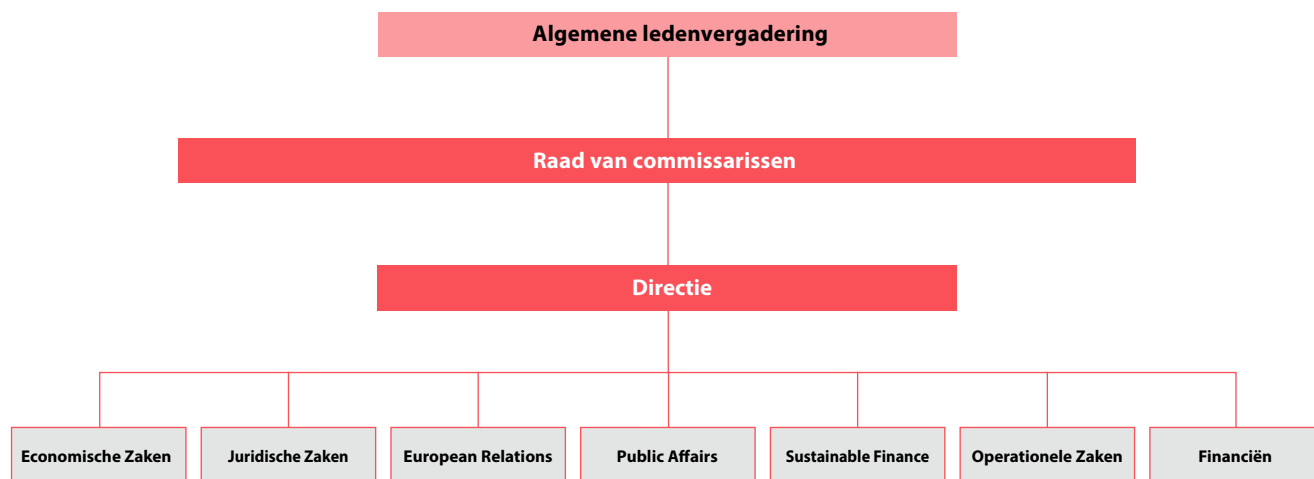 Algemene ledenvergadering
Raad van commissarissen
Directie
Economische Zaken
Juridische Zaken
European Relations
Public Affairs
Sustainable Finance
Operationele Zaken
Financiën